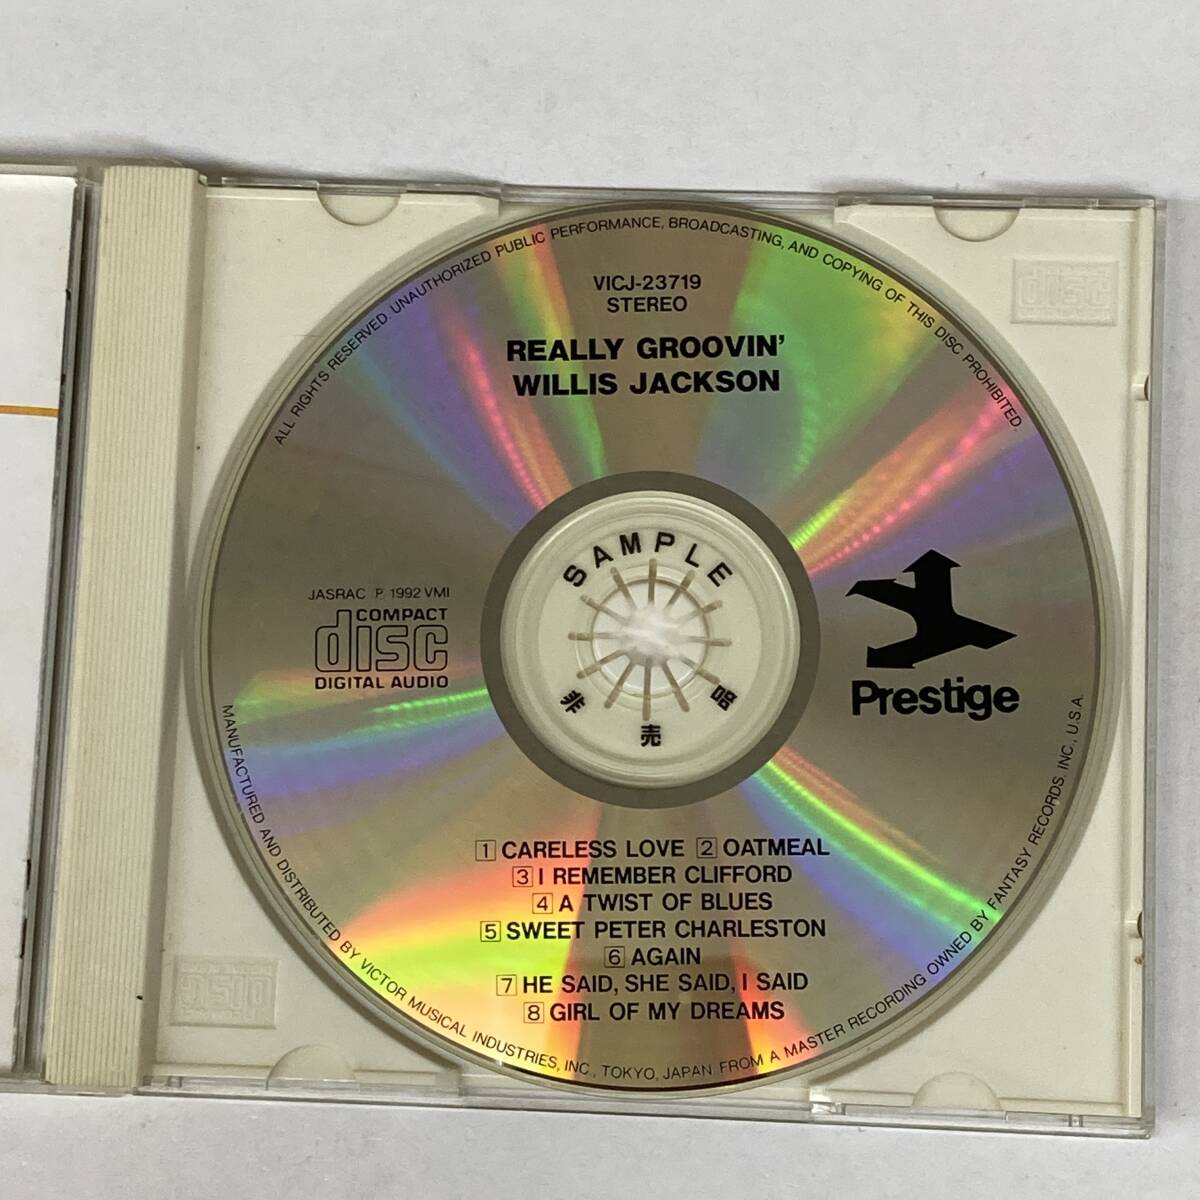 ALL RIGHTS RESERVED. UNAUTHORIZED PUBLIC PERFORMANCE, BROADCASTING, AND COPYING OF THIS DISC PROHIBITED.
VICJ-23719
STEREO
REALLY GROOVIN'
WILLIS JACKSON
SAMPLE
非売品
JASRAC P 1992 VMI
COMPACT
disc
DIGITAL AUDIO
Prestige
1 CARELESS LOVE 2 OATMEAL
3 I REMEMBER CLIFFORD
4 A TWIST OF BLUES
5 SWEET PETER CHARLESTON
6 AGAIN
7 HE SAID, SHE SAID, I SAID
8 GIRL OF MY DREAMS
MANUFACTURED AND DISTRIBUTED BY VICTOR MUSICAL INDUSTRIES, INC., TOKYO, JAPAN FROM A MASTER RECORDING OWNED BY FANTASY RECORDS. INC., U.S.A.
disc
disc